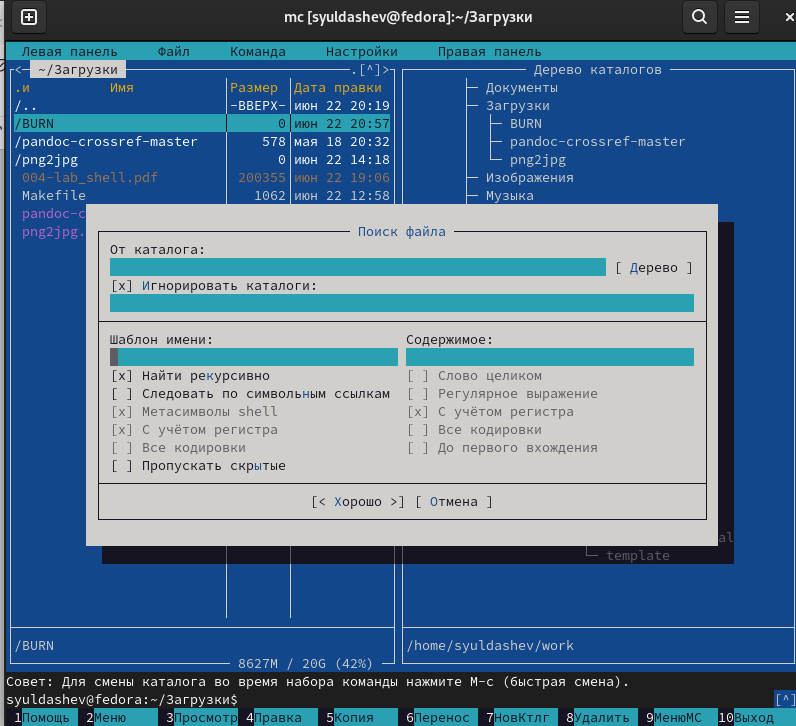 mc [syuldashev@fedora]:~/Загрузки
Левая панель Файл Команда Настройки Правая панель
<─ ~/Загрузки .[^]>
.и Имя Размер Дата правки
/.. -ВВЕРХ- июн 22 20:19
/BURN 0 июн 22 20:57
/pandoc-crossref-master 578 мая 18 20:32
/png2jpg 0 июн 22 14:18
004-lab_shell.pdf 200355 июн 22 19:06
Makefile 1062 июн 22 12:58
pandoc-c
png2jpg.
Дерево каталогов
Документы
Загрузки
BURN
pandoc-crossref-master
png2jpg
Изображения
Музыка
Поиск файла
От каталога:
[ Дерево ]
[x] Игнорировать каталоги:
Шаблон имени: Содержимое:
[x] Найти рекурсивно [ ] Слово целиком
[ ] Следовать по символьным ссылкам [ ] Регулярное выражение
[x] Метасимволы shell [x] С учётом регистра
[x] С учётом регистра [ ] Все кодировки
[ ] Все кодировки [ ] До первого вхождения
[ ] Пропускать скрытые
[< Хорошо >] [ Отмена ]
al
template
/BURN /home/syuldashev/work
8627M / 20G (42%)
Совет: Для смены каталога во время набора команды нажмите M-c (быстрая смена).
syuldashev@fedora:~/Загрузки$ [^]
1Помощь 2Меню 3Просмотр 4Правка 5Копия 6Перенос 7НовКтлг 8Удалить 9МенюMC 10Выход